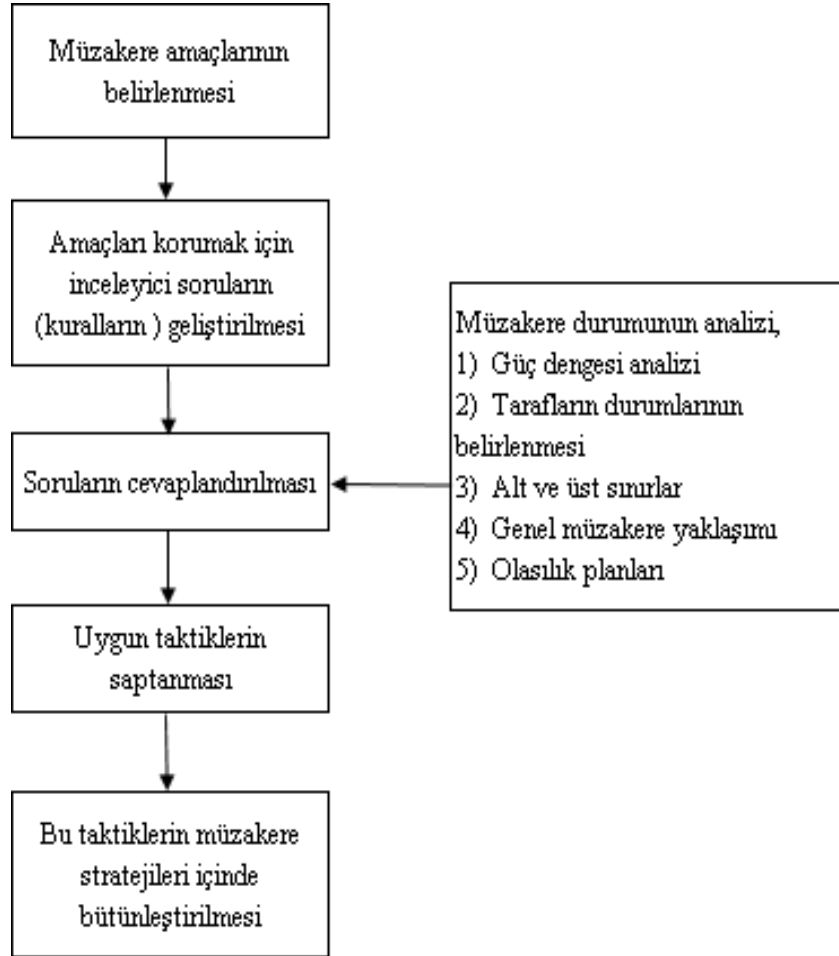 Müzakere amaçlarının
belirlenmesi
Amaçları korumak için
inceleyici soruların
(kuralların ) geliştirilmesi
Müzakere durumunun analizi,
1) Güç dengesi analizi
2) Tarafların durumlarının
belirlenmesi
3) Alt ve üst sınırlar
4) Genel müzakere yaklaşımı
5) Olasılık planları
Soruların cevaplandırılması
Uygun taktiklerin
saptanması
Bu taktiklerin müzakere
stratejileri içinde
bütünleştirilmesi